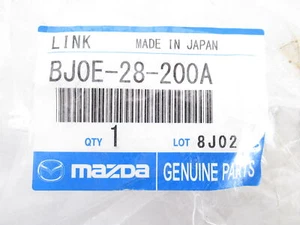 LINK MADE IN JAPAN
BJ0E-28-200A
QTY 1 LOT 8J02
mazda GENUINE PARTS